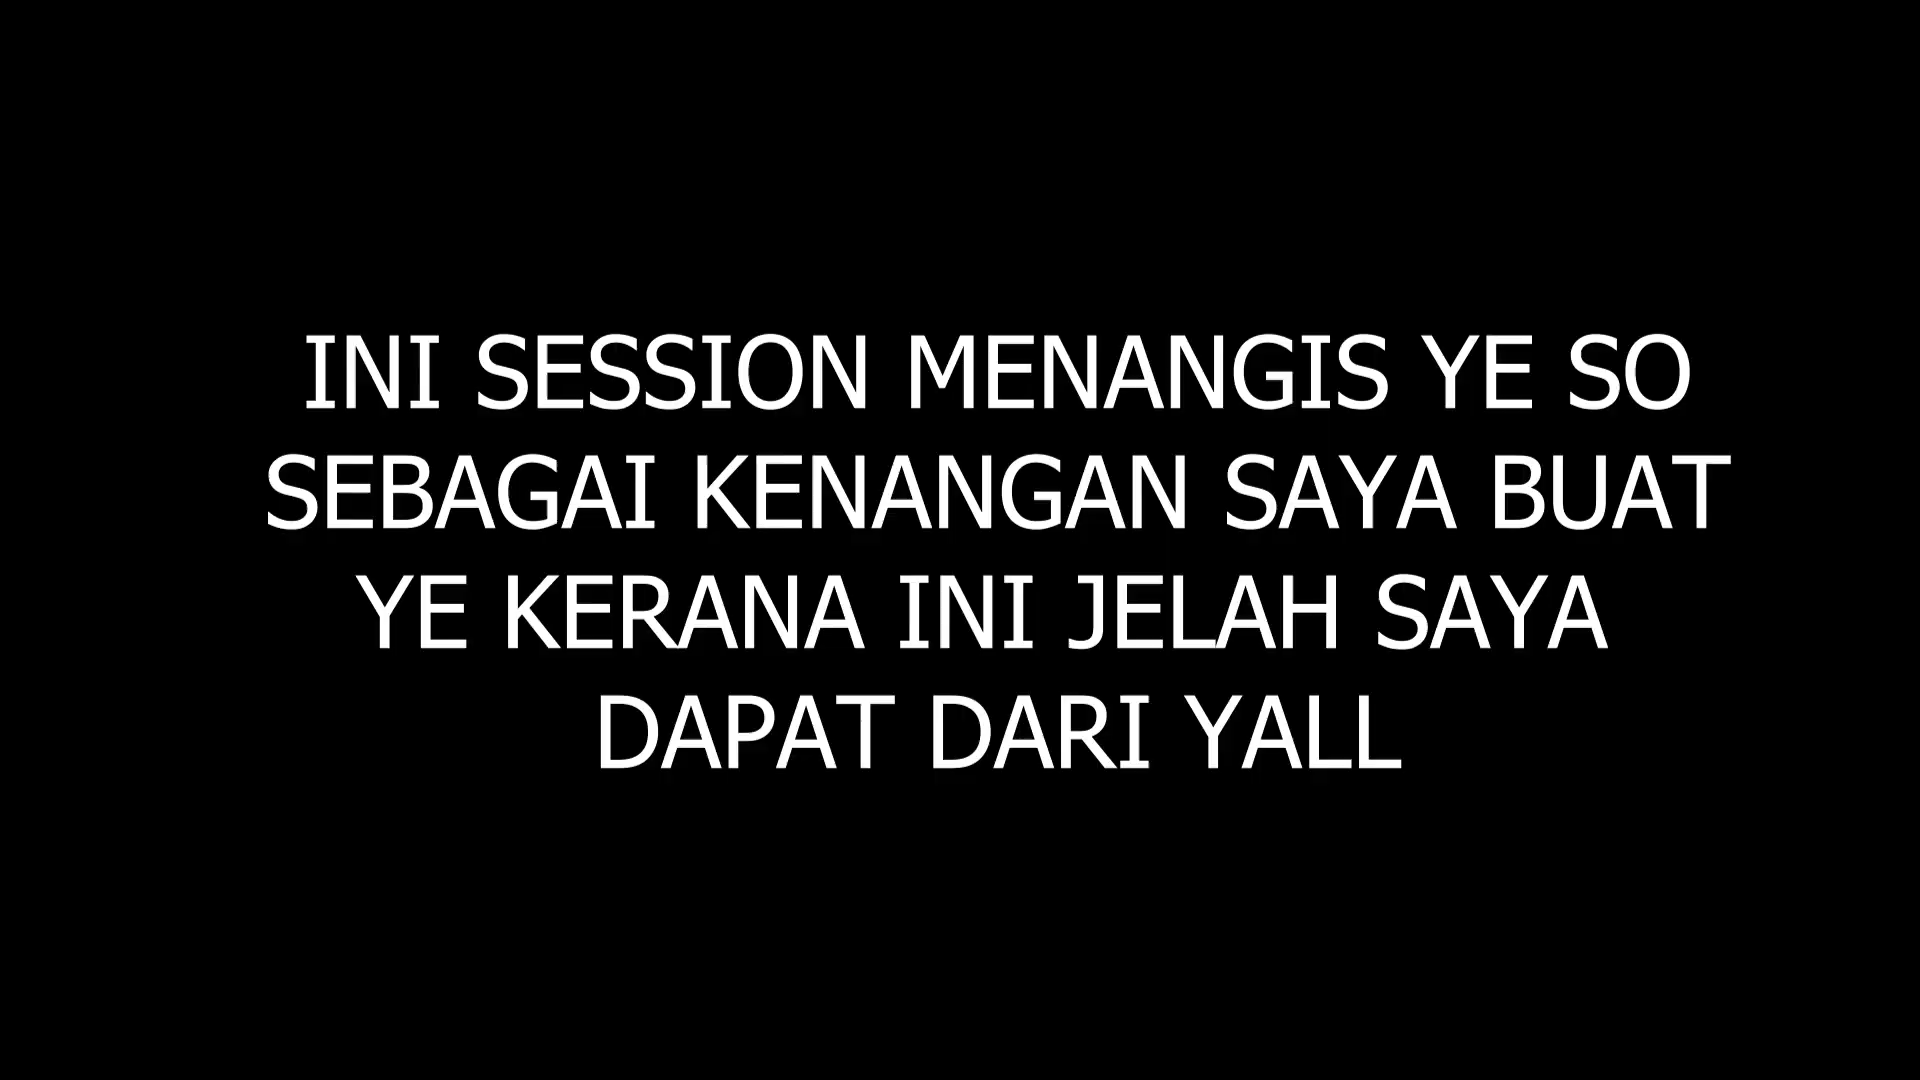 INI SESSION MENANGIS YE SO
SEBAGAI KENANGAN SAYA BUAT
YE KERANA INI JELAH SAYA
DAPAT DARI YALL